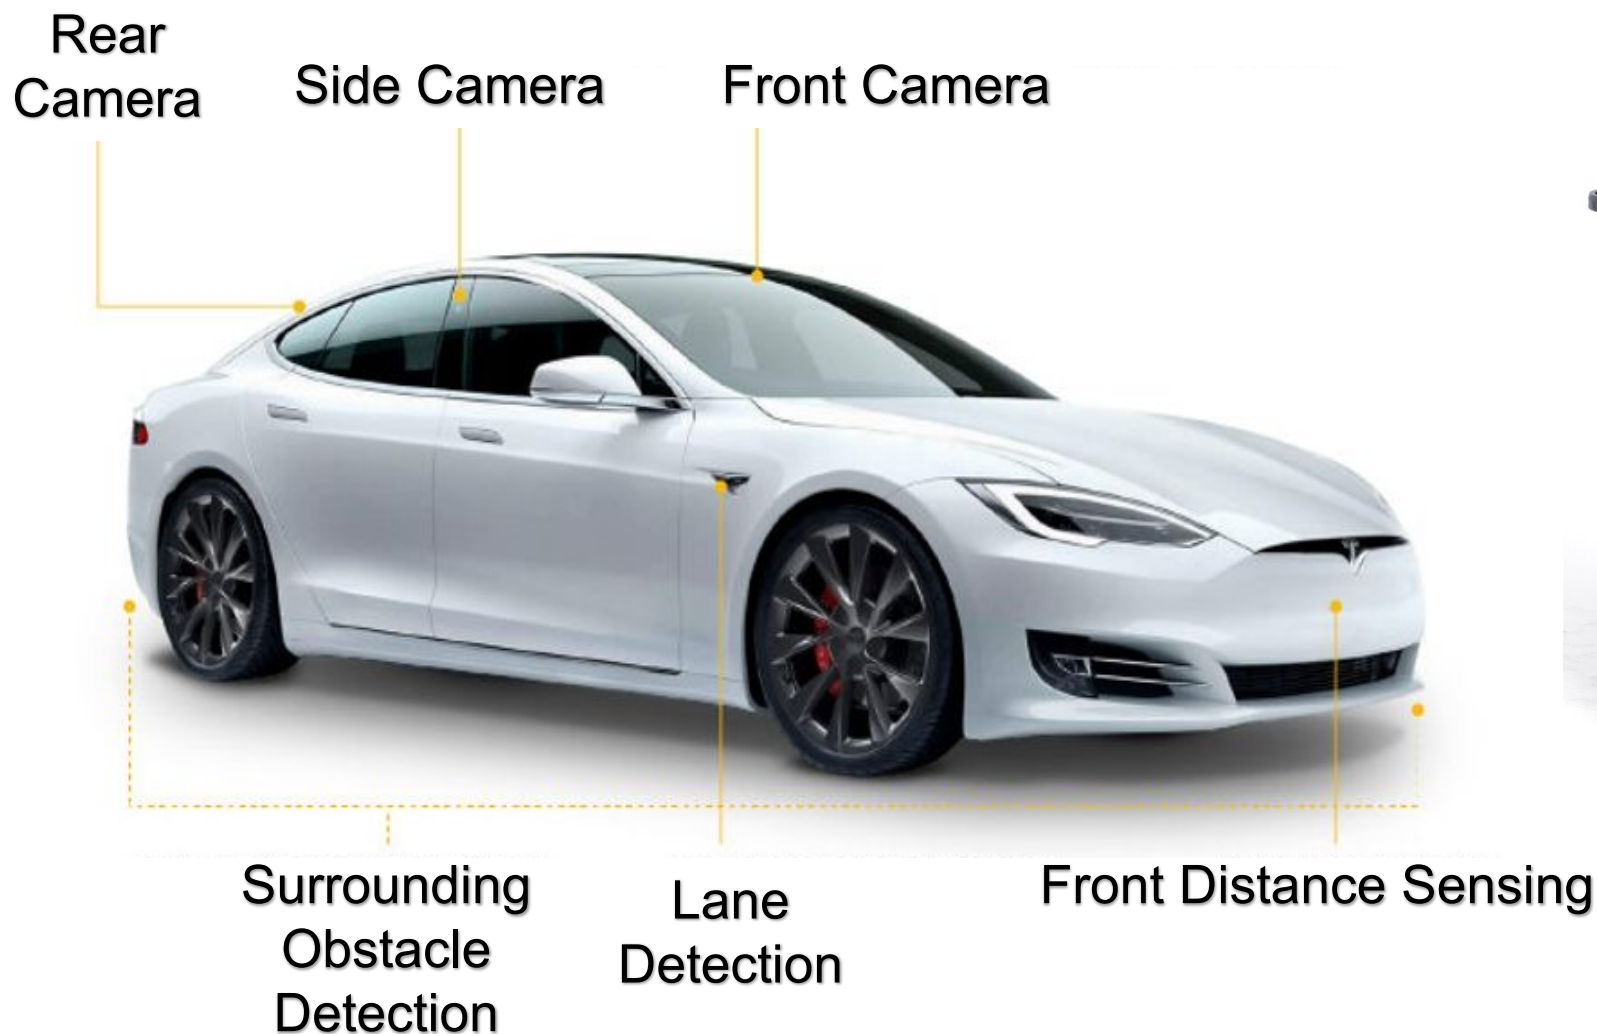 Rear
Camera
Side Camera
Front Camera
Surrounding
Obstacle
Detection
Lane
Detection
Front Distance Sensing